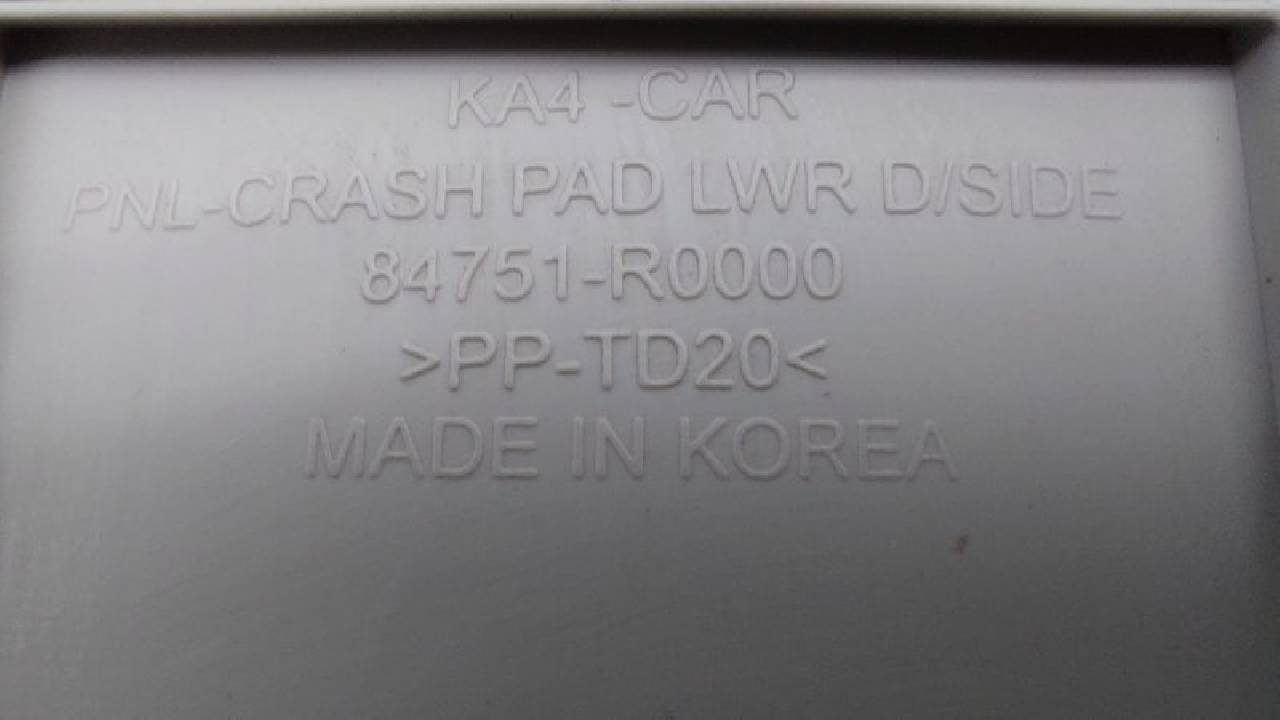 KA4 -CAR
PNL-CRASH PAD LWR D/SIDE
84751-R0000
>PP-TD20<
MADE IN KOREA